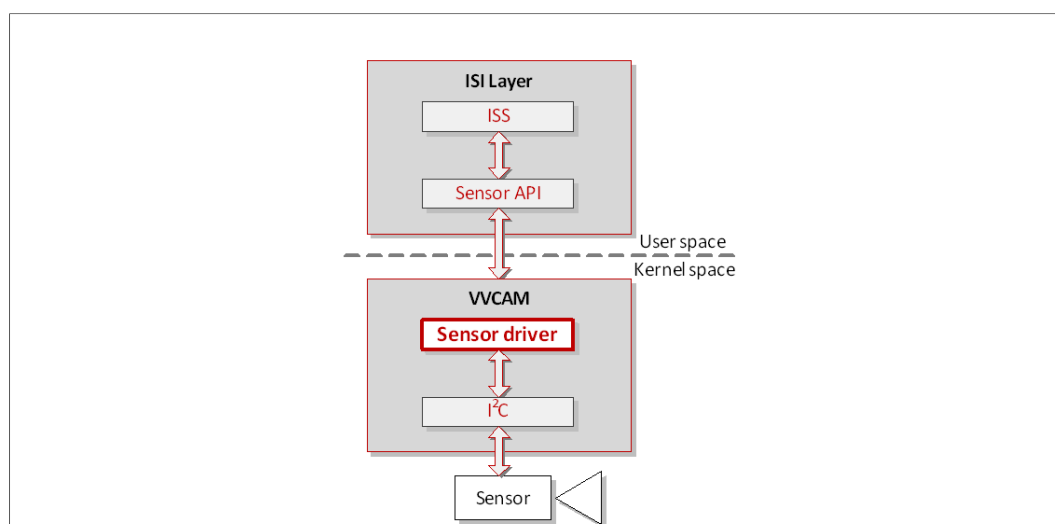 ISI Layer
ISS
Sensor API
User space
Kernel space
VVCAM
Sensor driver
I²C
Sensor